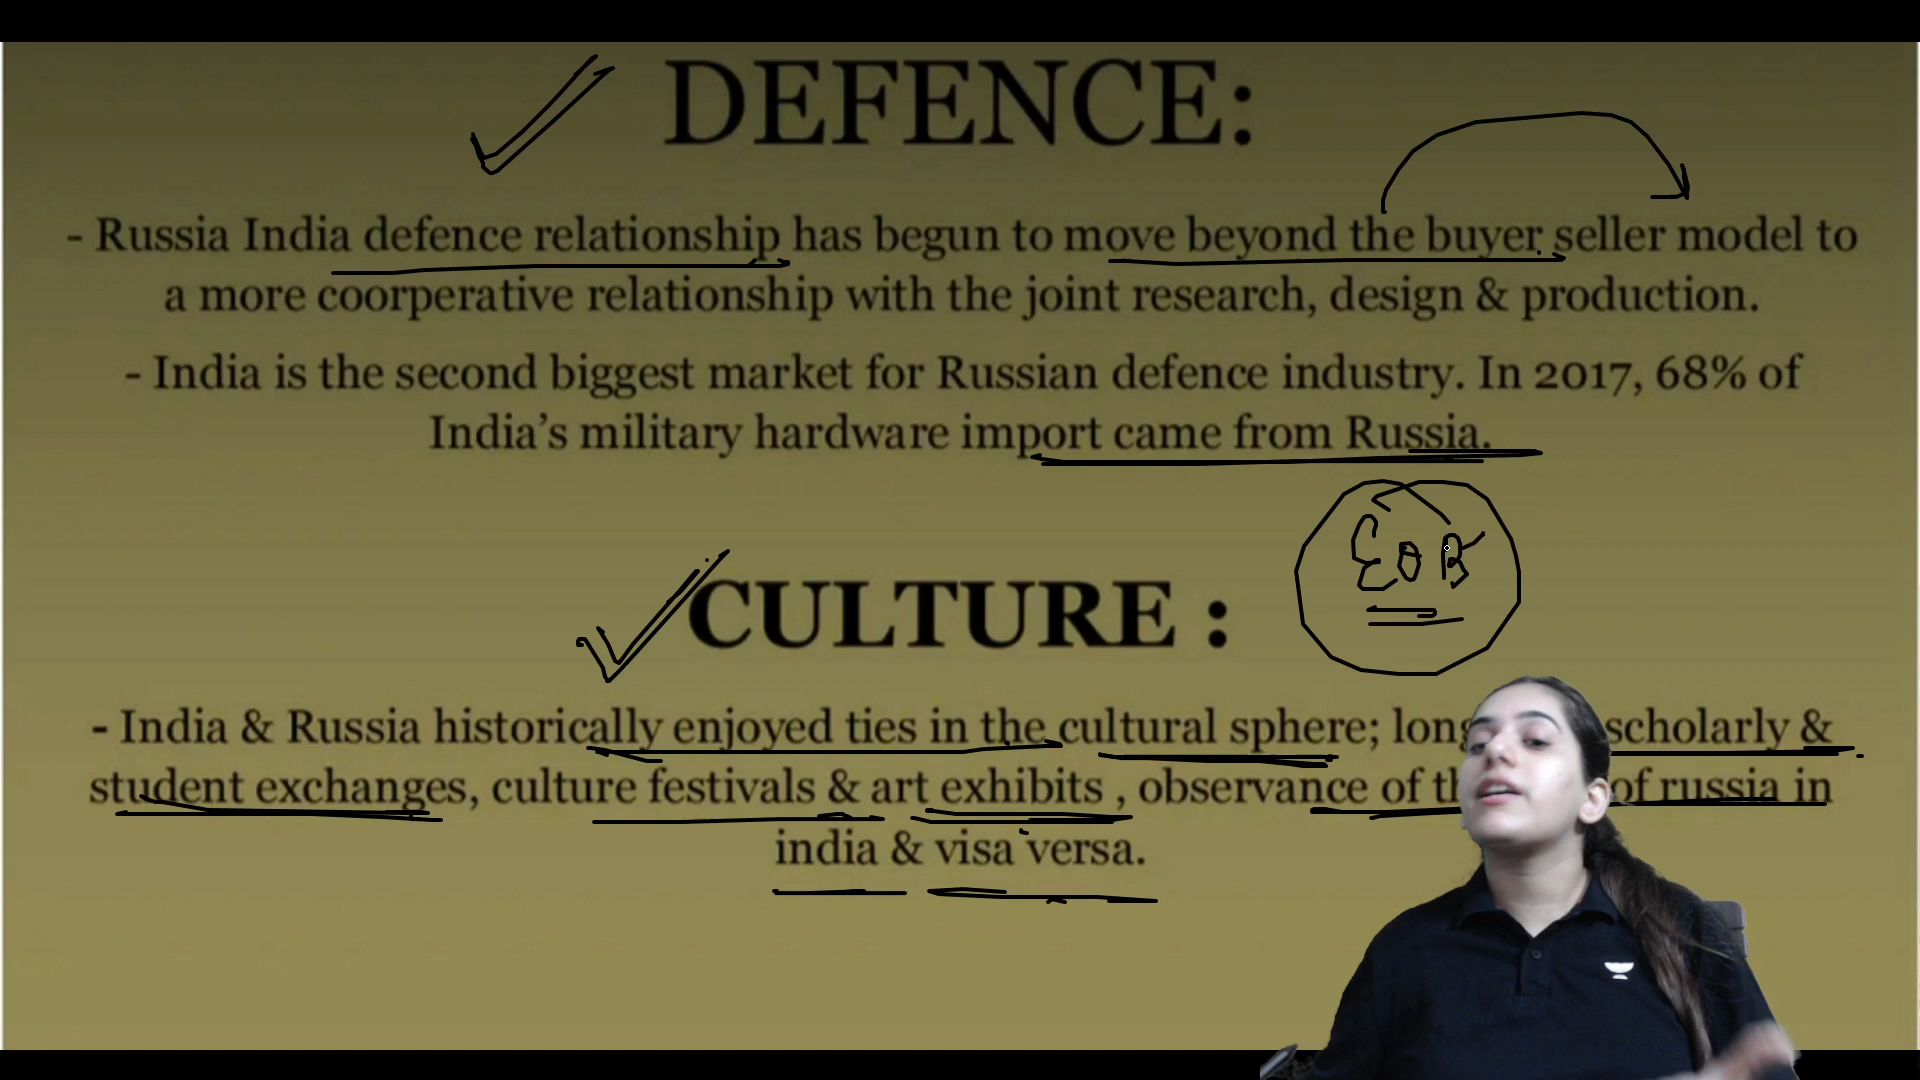 DEFENCE:
- Russia India defence relationship has begun to move beyond the buyer seller model to
a more coorperative relationship with the joint research, design & production.
- India is the second biggest market for Russian defence industry. In 2017, 68% of
India's military hardware import came from Russia.
EOB
CULTURE :
- India & Russia historically enjoyed ties in the cultural sphere; long scholarly &
student exchanges, culture festivals & art exhibits , observance of of russia in
india & visa versa.